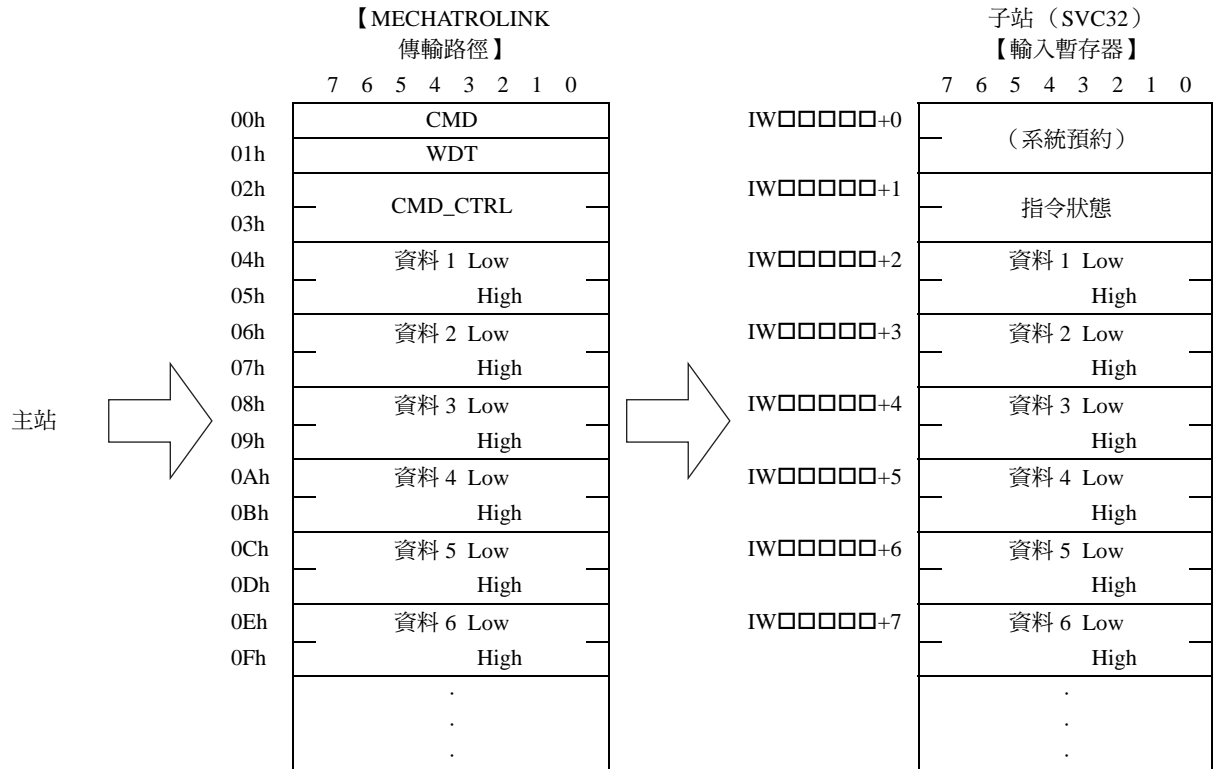 【MECHATROLINK 子站（SVC32）
傳輸路徑】 【輸入暫存器】
7 6 5 4 3 2 1 0 7 6 5 4 3 2 1 0
00h CMD IW□□□□□+0
01h WDT （系統預約）
02h IW□□□□□+1
CMD_CTRL 指令狀態
03h
04h 資料 1 Low IW□□□□□+2 資料 1 Low
05h High High
06h 資料 2 Low IW□□□□□+3 資料 2 Low
07h High High
08h 資料 3 Low IW□□□□□+4 資料 3 Low
主站
09h High High
0Ah 資料 4 Low IW□□□□□+5 資料 4 Low
0Bh High High
0Ch 資料 5 Low IW□□□□□+6 資料 5 Low
0Dh High High
0Eh 資料 6 Low IW□□□□□+7 資料 6 Low
0Fh High High
. .
. .
. .